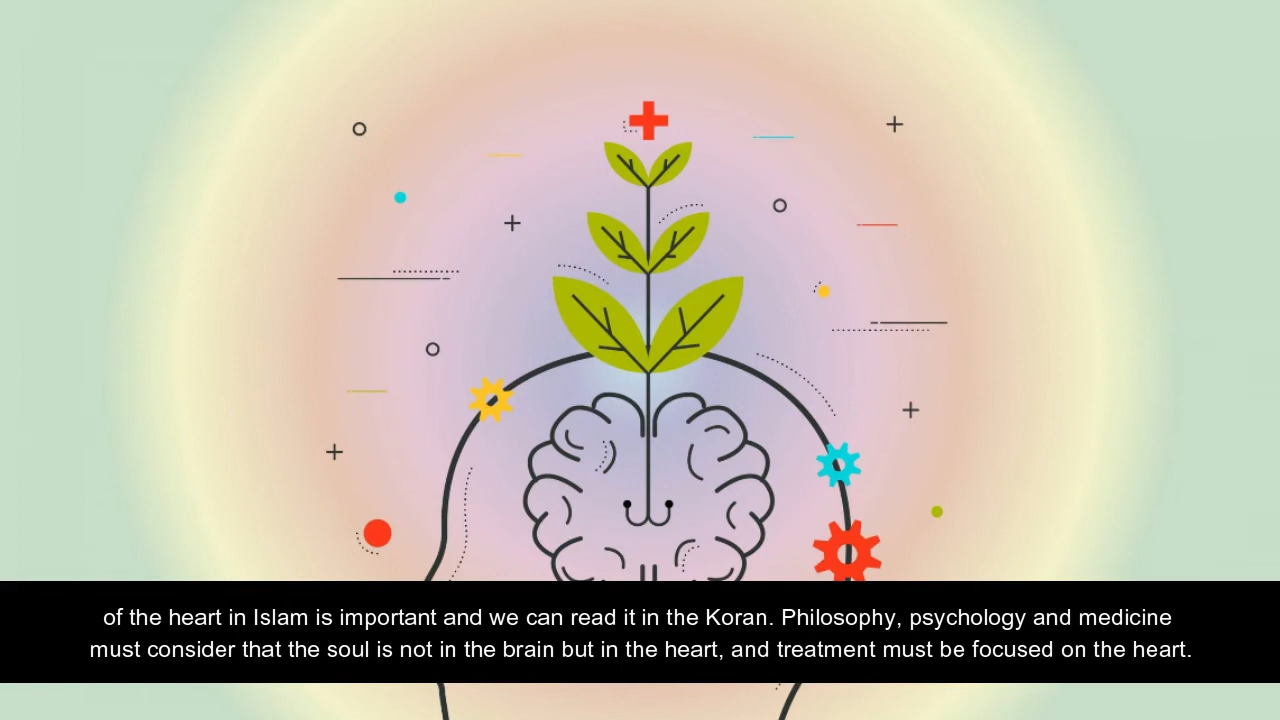 of the heart in Islam is important and we can read it in the Koran. Philosophy, psychology and medicine
must consider that the soul is not in the brain but in the heart, and treatment must be focused on the heart.